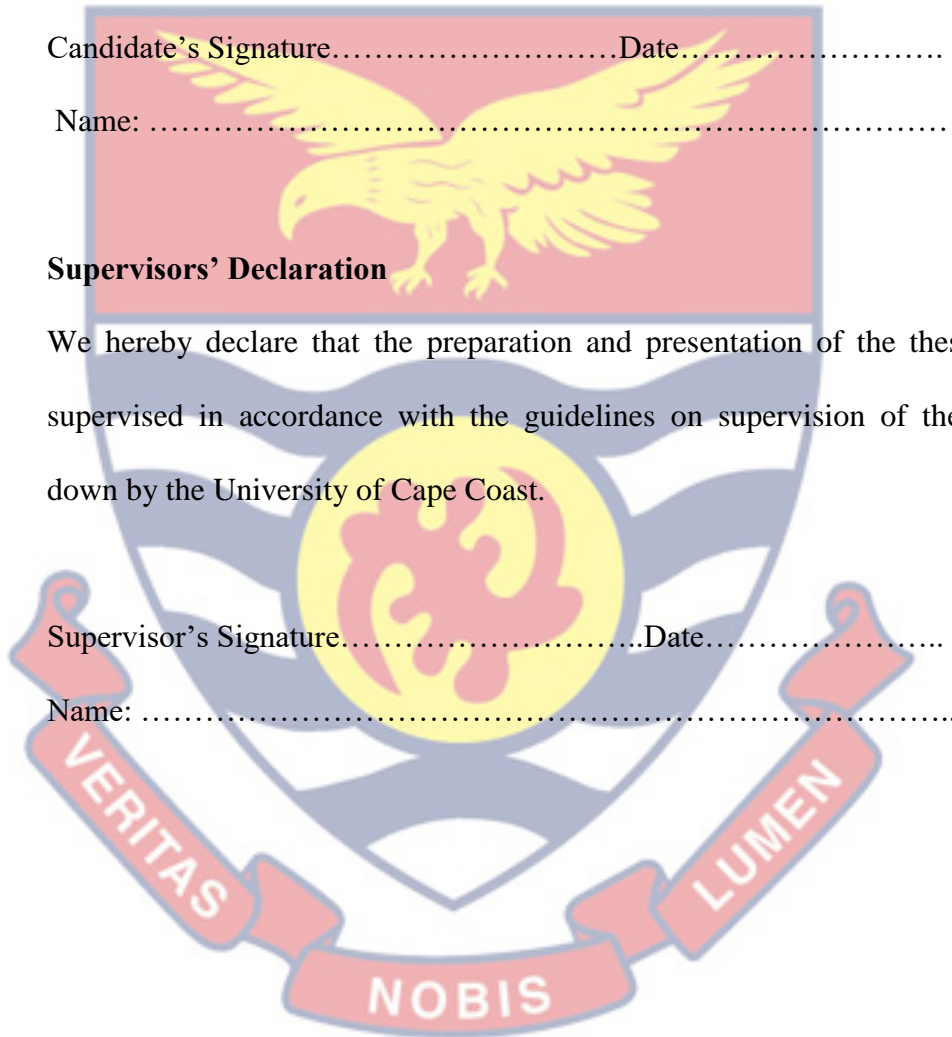 Candidate’s Signature………………………Date…………………….
Name: …………………………………………………………………
Supervisors’ Declaration
We hereby declare that the preparation and presentation of the thes
supervised in accordance with the guidelines on supervision of the
down by the University of Cape Coast.
Supervisor’s Signature………………………..Date…………………..
Name: …………………………………………………………………..
VERITAS
NOBIS
LUMEN